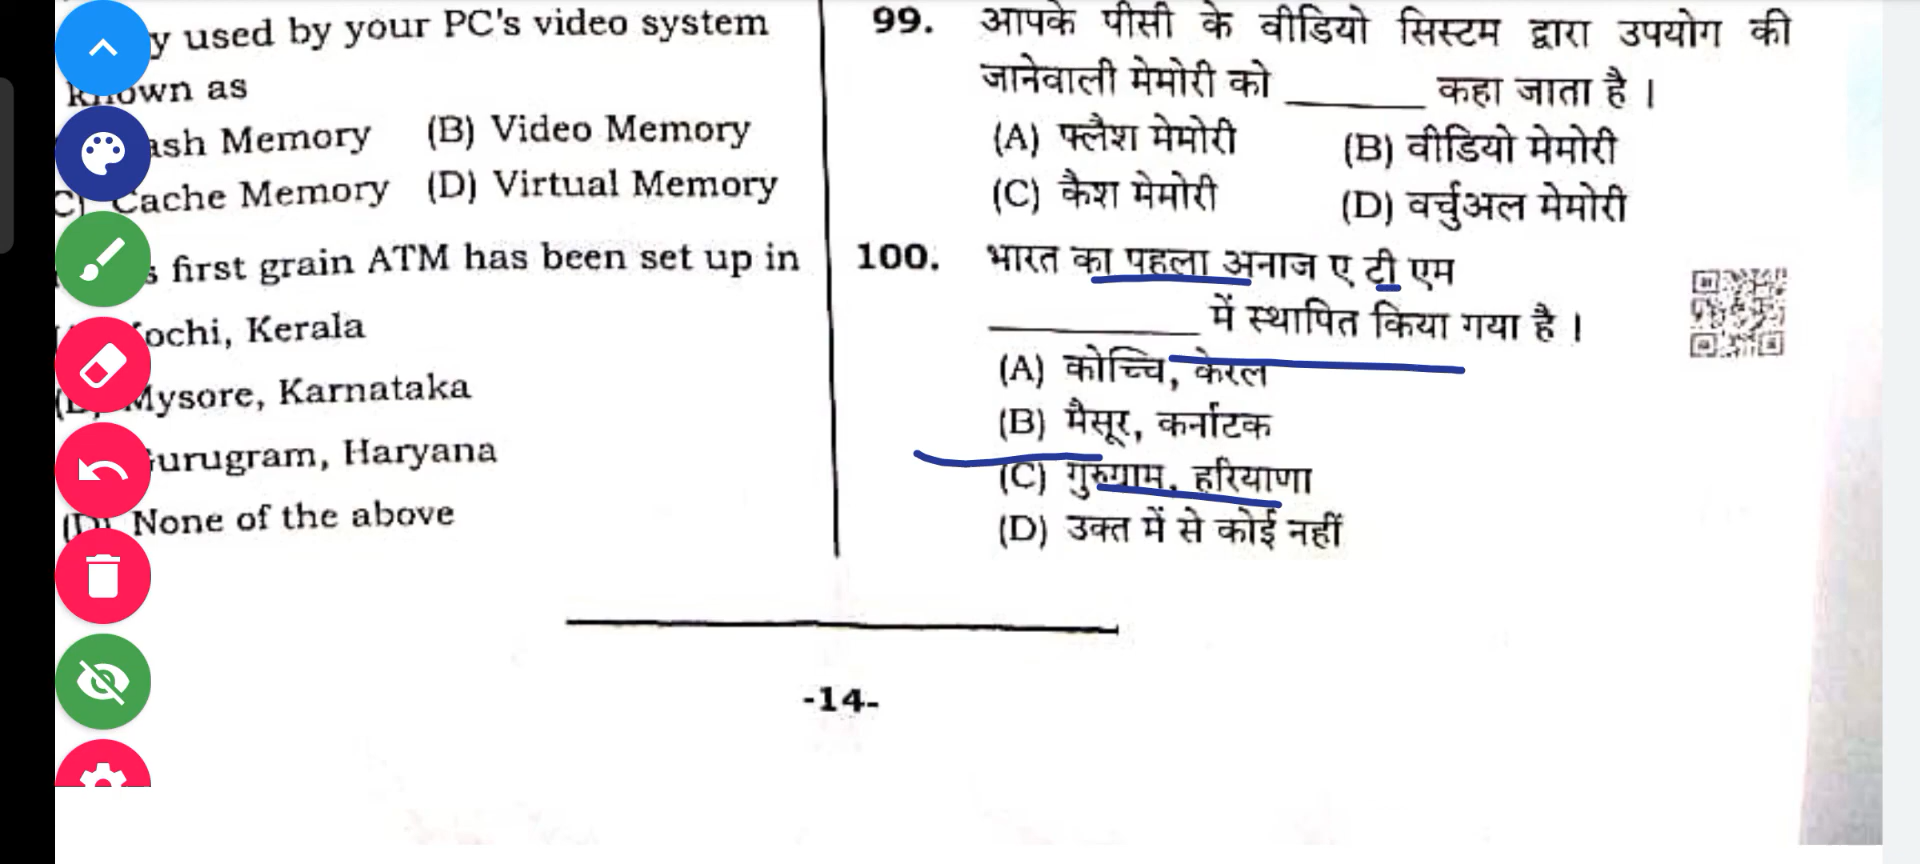 y used by your PC's video system
known as
ash Memory (B) Video Memory
C) Cache Memory (D) Virtual Memory
s first grain ATM has been set up in
ochi, Kerala
Mysore, Karnataka
urugram, Haryana
(D) None of the above
99. आपके पीसी के वीडियो सिस्टम द्वारा उपयोग की
जानेवाली मेमोरी को ______ कहा जाता है ।
(A) फ्लैश मेमोरी (B) वीडियो मेमोरी
(C) कैश मेमोरी (D) वर्चुअल मेमोरी
100. भारत का पहला अनाज ए टी एम
______ में स्थापित किया गया है ।
(A) कोच्चि, केरल
(B) मैसूर, कर्नाटक
(C) गुरुग्राम, हरियाणा
(D) उक्त में से कोई नहीं
-14-